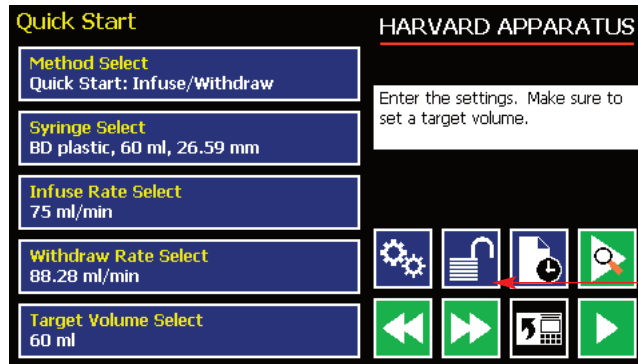 Quick Start
Method Select
Quick Start: Infuse/Withdraw
Syringe Select
BD plastic, 60 ml, 26.59 mm
Infuse Rate Select
75 ml/min
Withdraw Rate Select
88.28 ml/min
Target Volume Select
60 ml
HARVARD APPARATUS
Enter the settings. Make sure to
set a target volume.